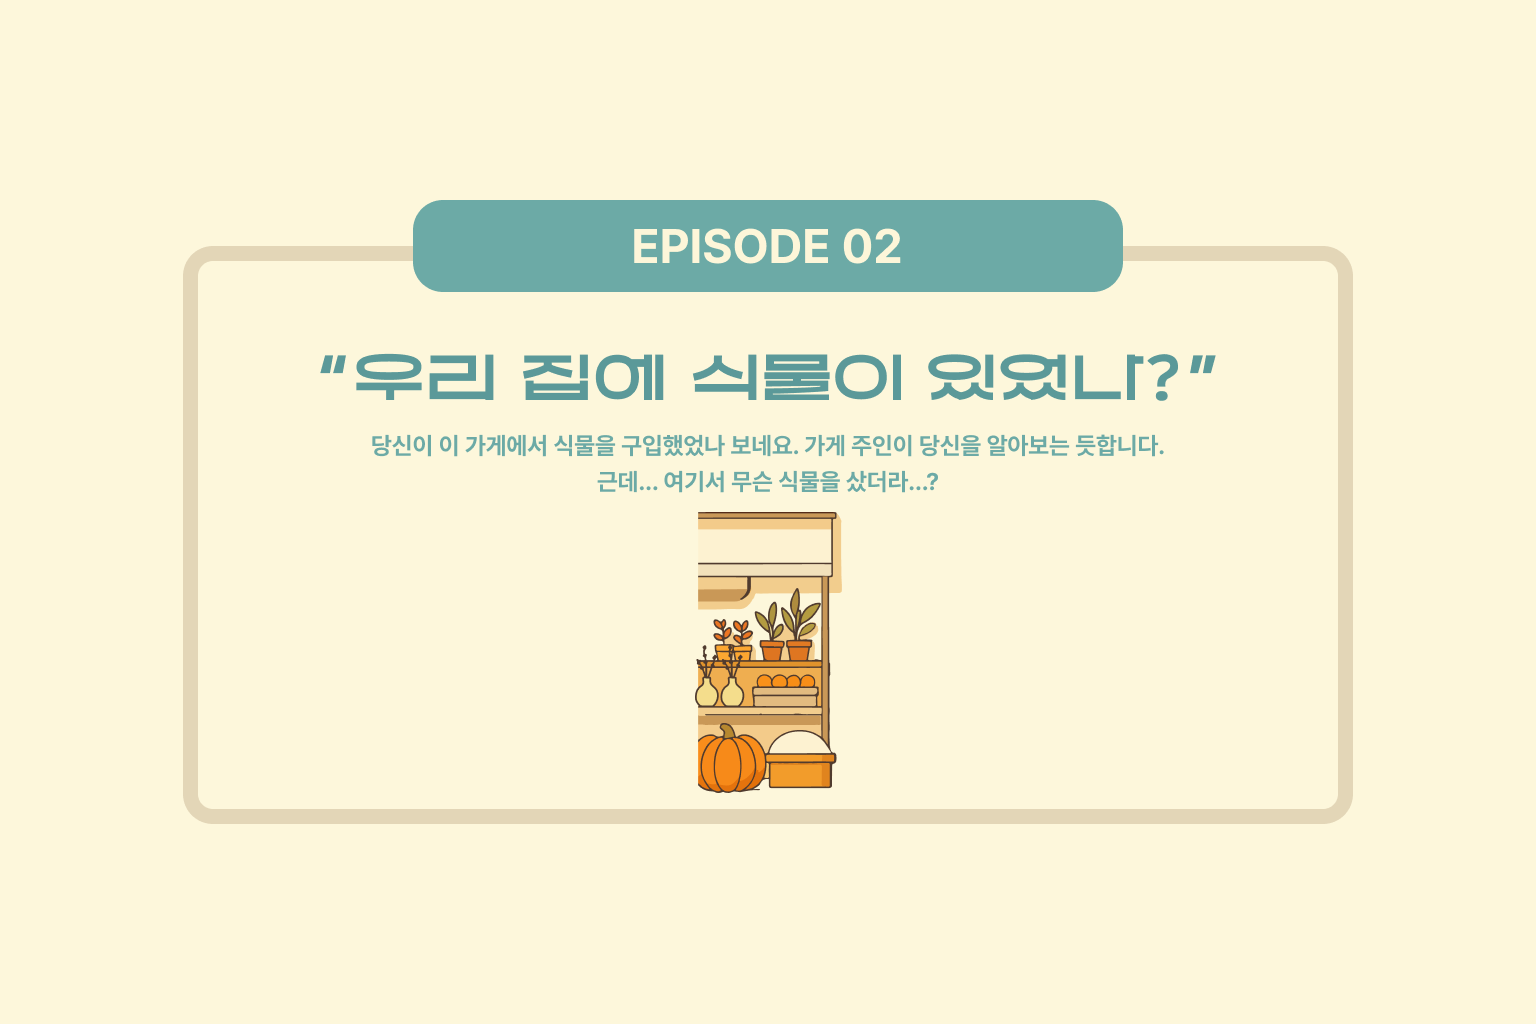 EPISODE 02
“우리 집에 식물이 있었나?”
당신이 이 가게에서 식물을 구입했었나 보네요. 가게 주인이 당신을 알아보는 듯합니다.
근데... 여기서 무슨 식물을 샀더라...?